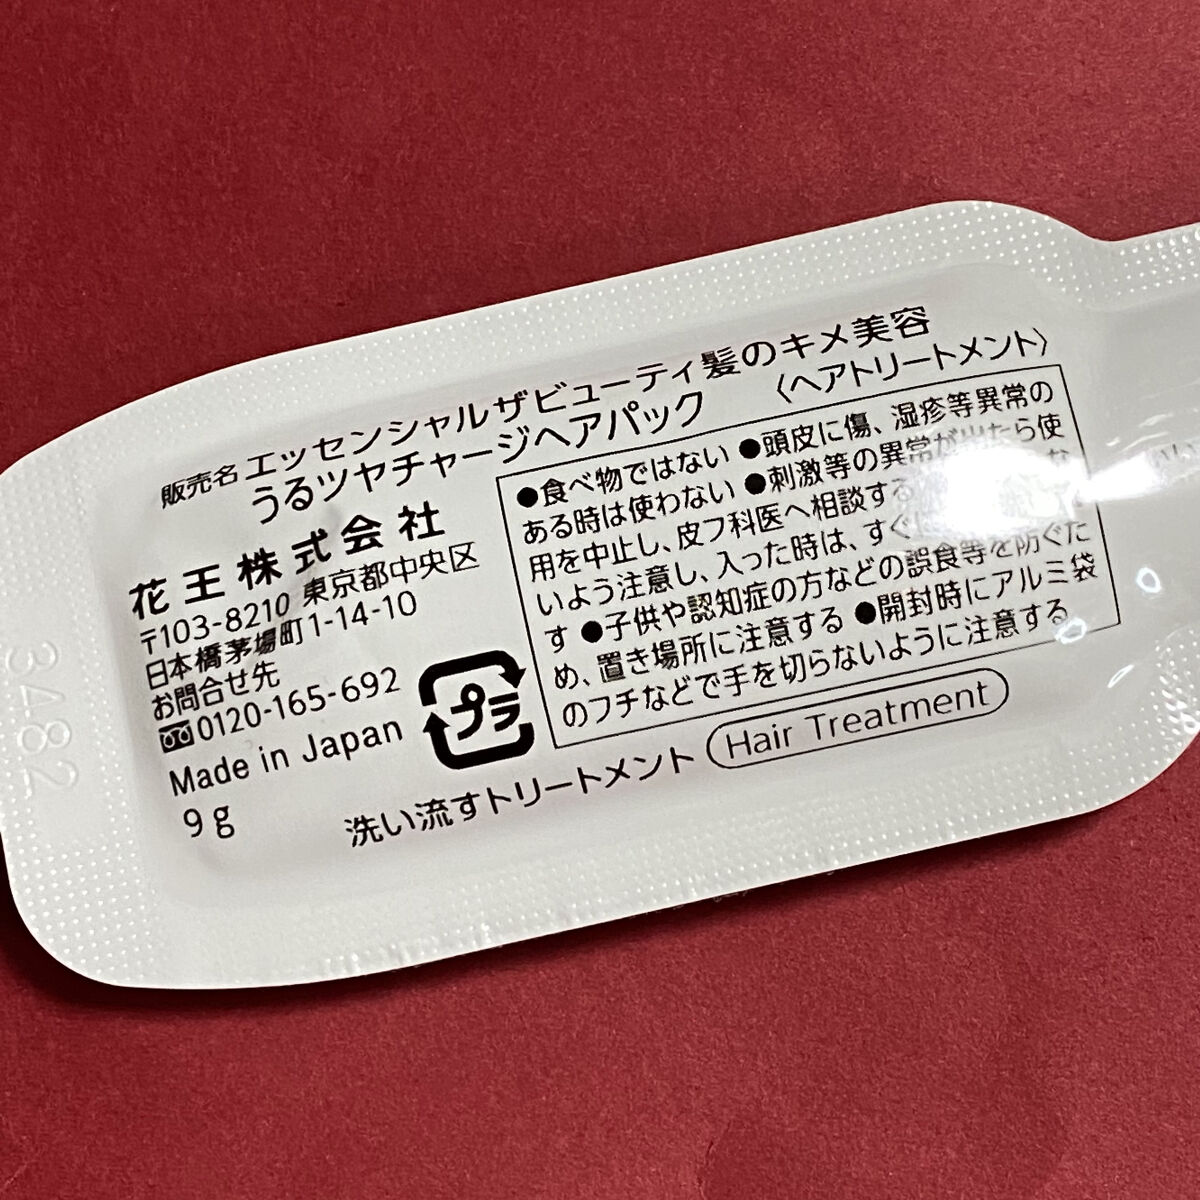 販売名 エッセンシャルザビューティ髪のキメ美容
うるツヤチャージヘアパック 〈ヘアトリートメント〉
花王株式会社
〒103-8210 東京都中央区
日本橋茅場町1-14-10
お問合せ先
0120-165-692
Made in Japan
9g
プラ
●食べ物ではない ●頭皮に傷、湿疹等異常の
ある時は使わない ●刺激等の異常が出たら使
用を中止し、皮フ科医へ相談する
いよう注意し、入った時は、すぐ
す ●子供や認知症の方などの誤食等を防ぐた
め、置き場所に注意する ●開封時にアルミ袋
のフチなどで手を切らないように注意する
洗い流すトリートメント Hair Treatment
3482